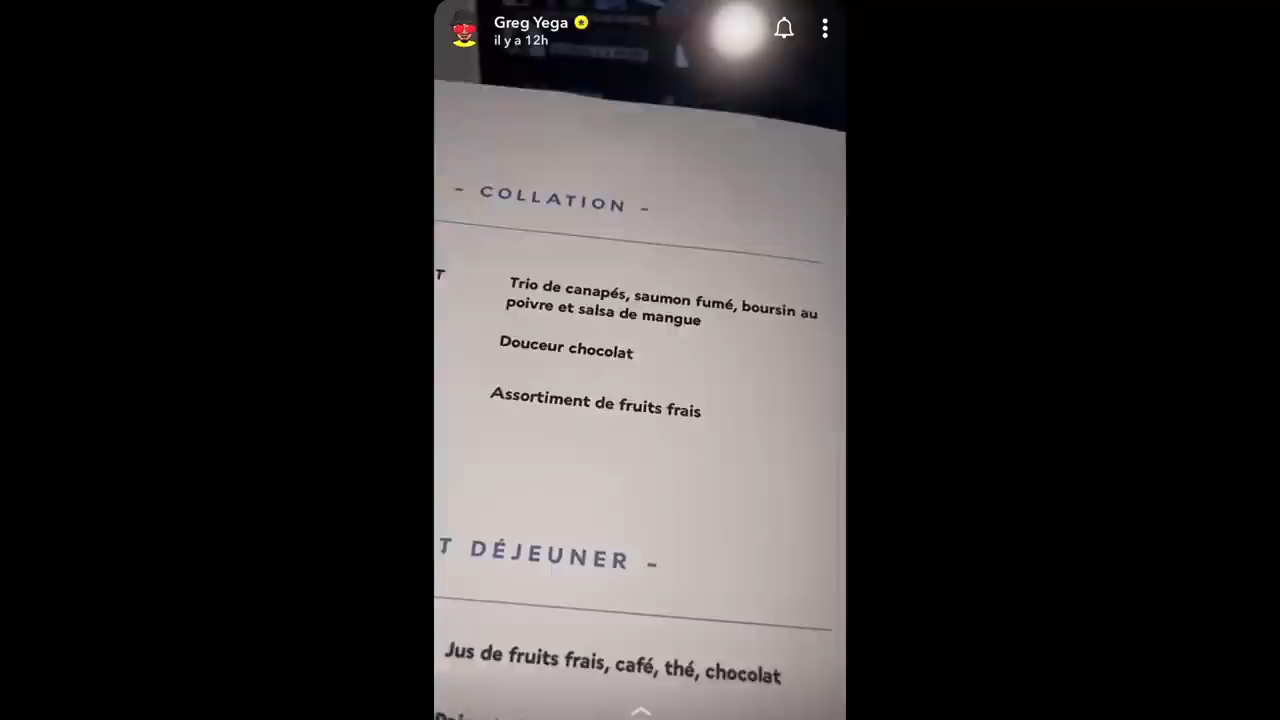 Greg Yega
il y a 12h
- COLLATION -
T
Trio de canapés, saumon fumé, boursin au
poivre et salsa de mangue
Douceur chocolat
Assortiment de fruits frais
T DÉJEUNER -
Jus de fruits frais, café, thé, chocolat